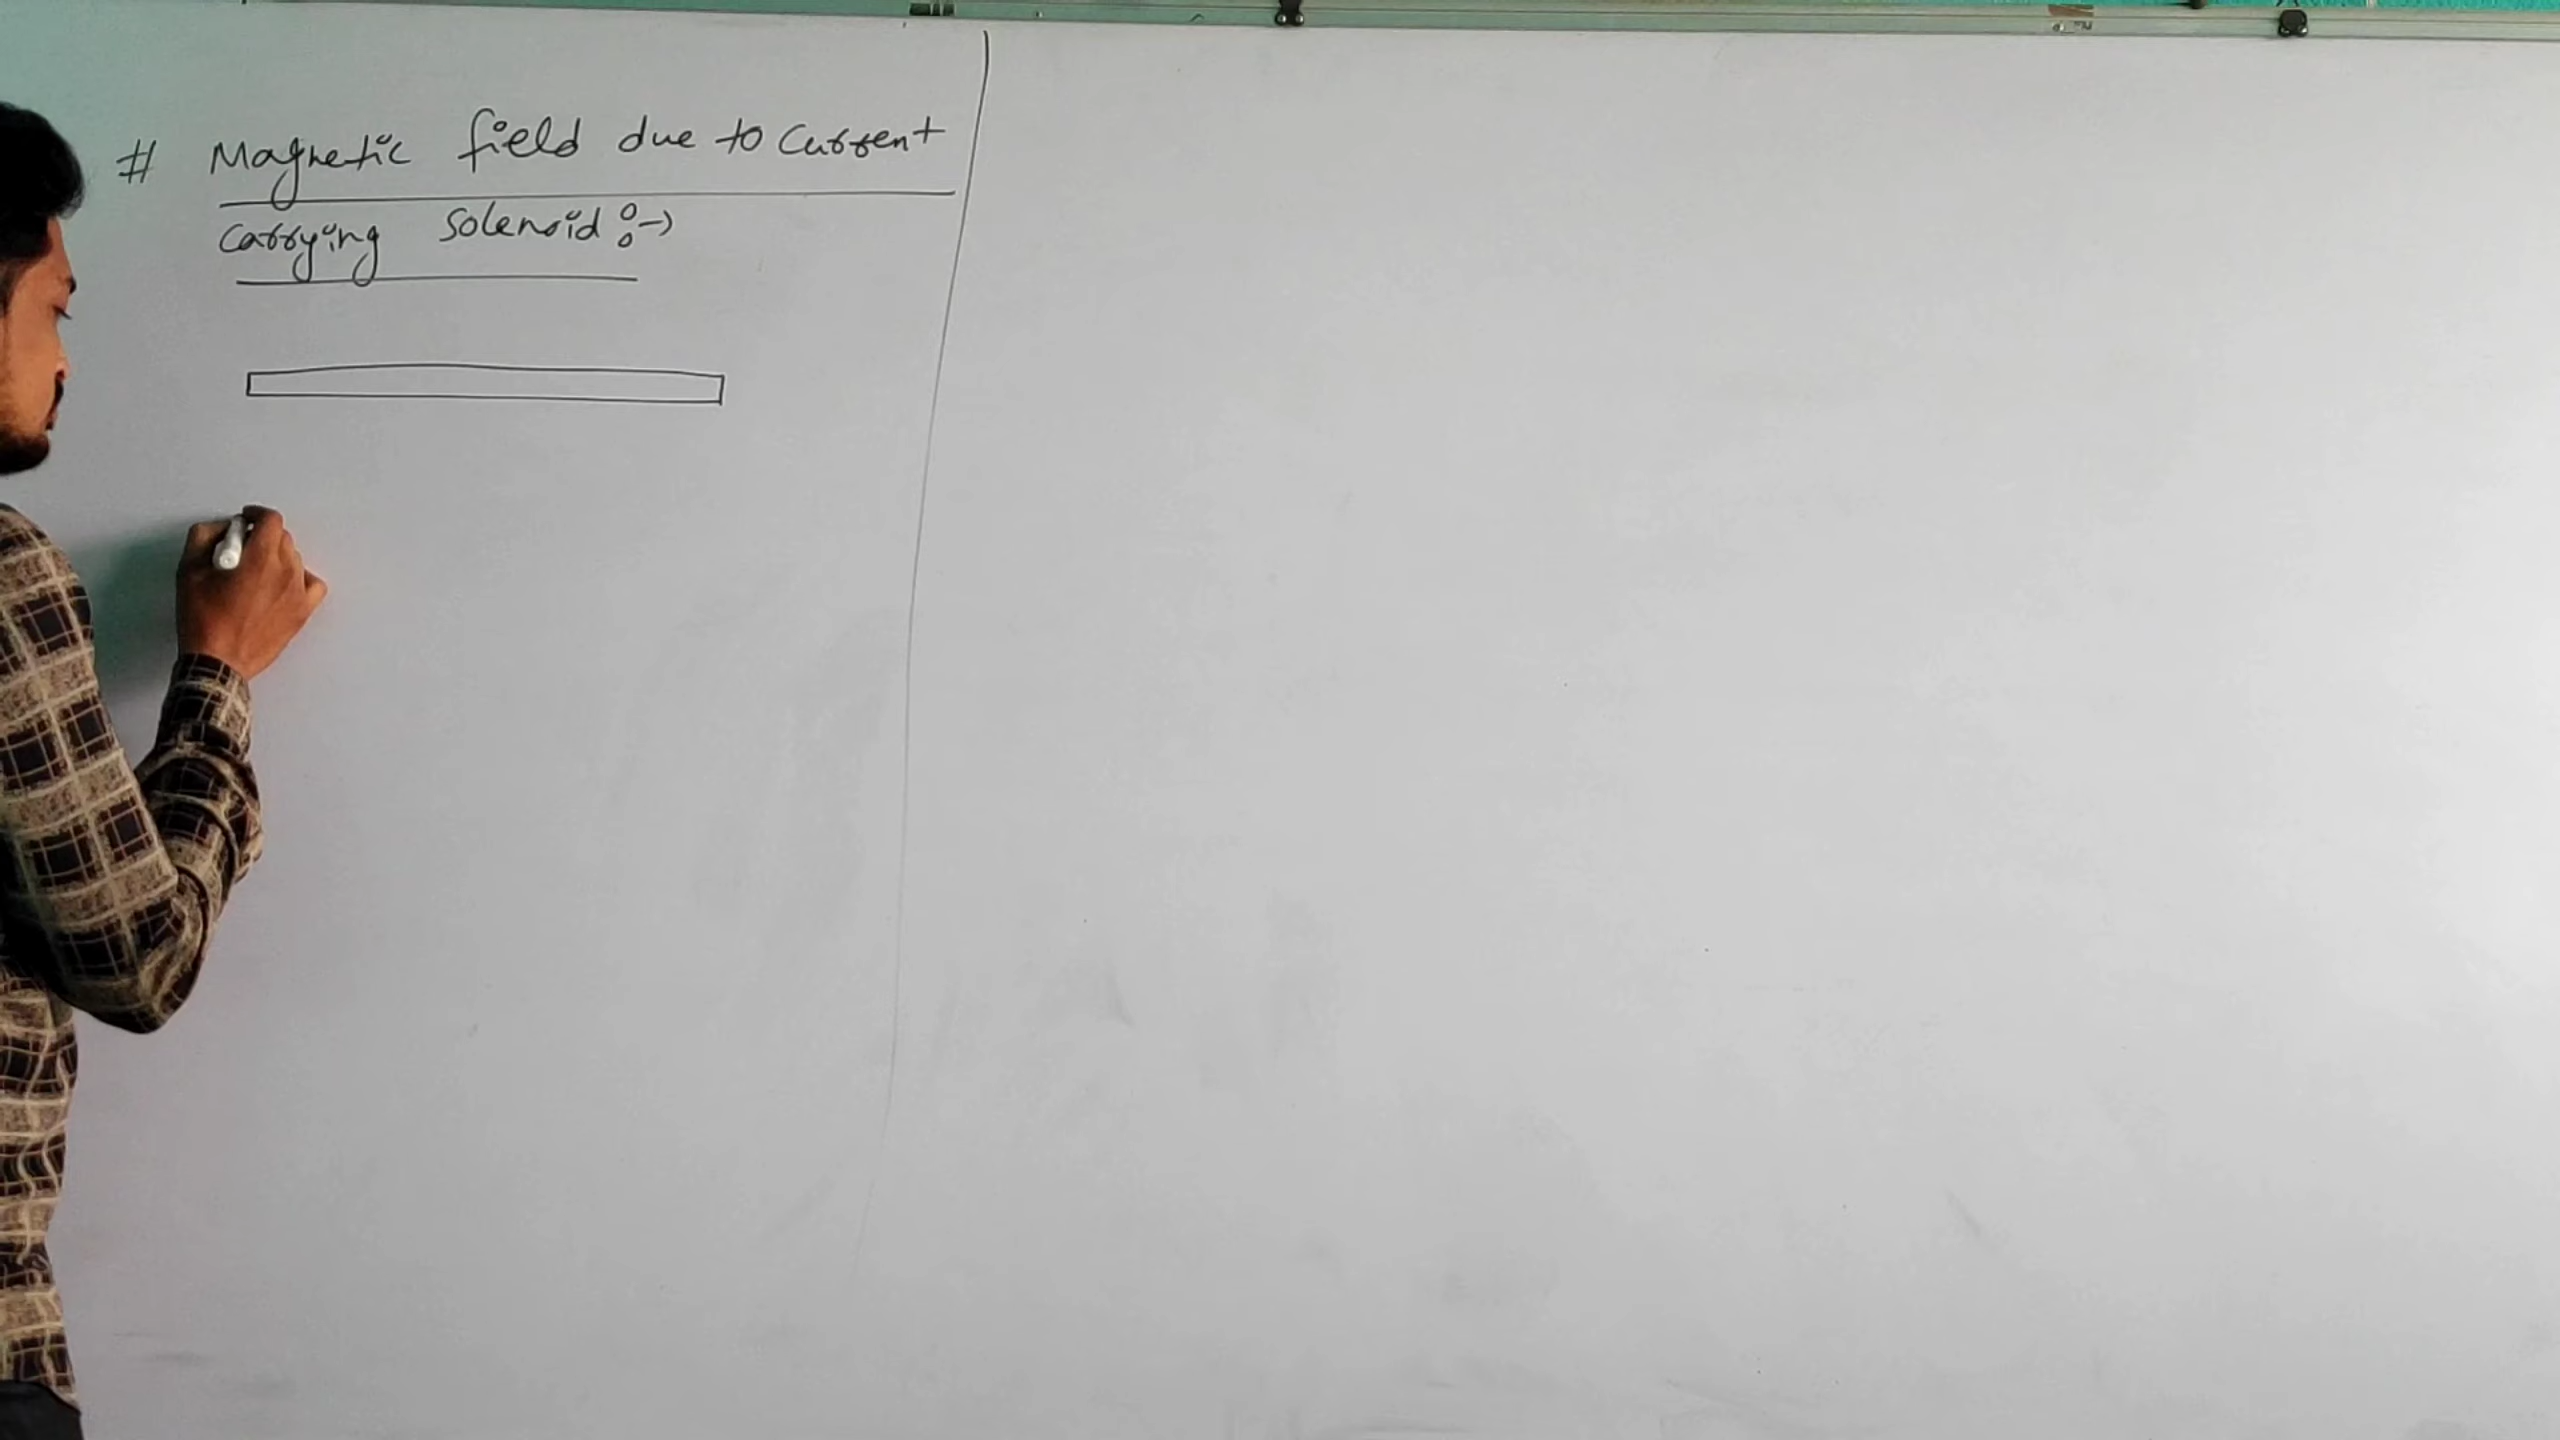 # Magnetic field due to Current
Carrying Solenoid :→